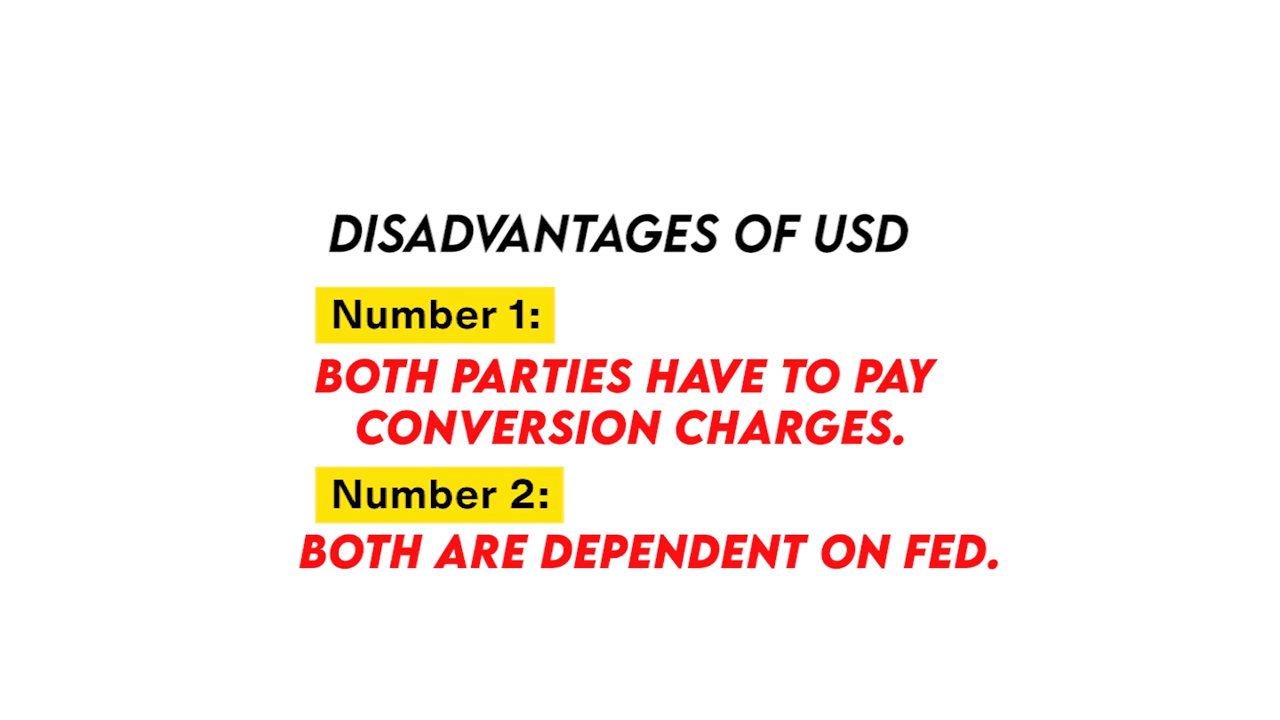 DISADVANTAGES OF USD
Number 1:
BOTH PARTIES HAVE TO PAY
CONVERSION CHARGES.
Number 2:
BOTH ARE DEPENDENT ON FED.